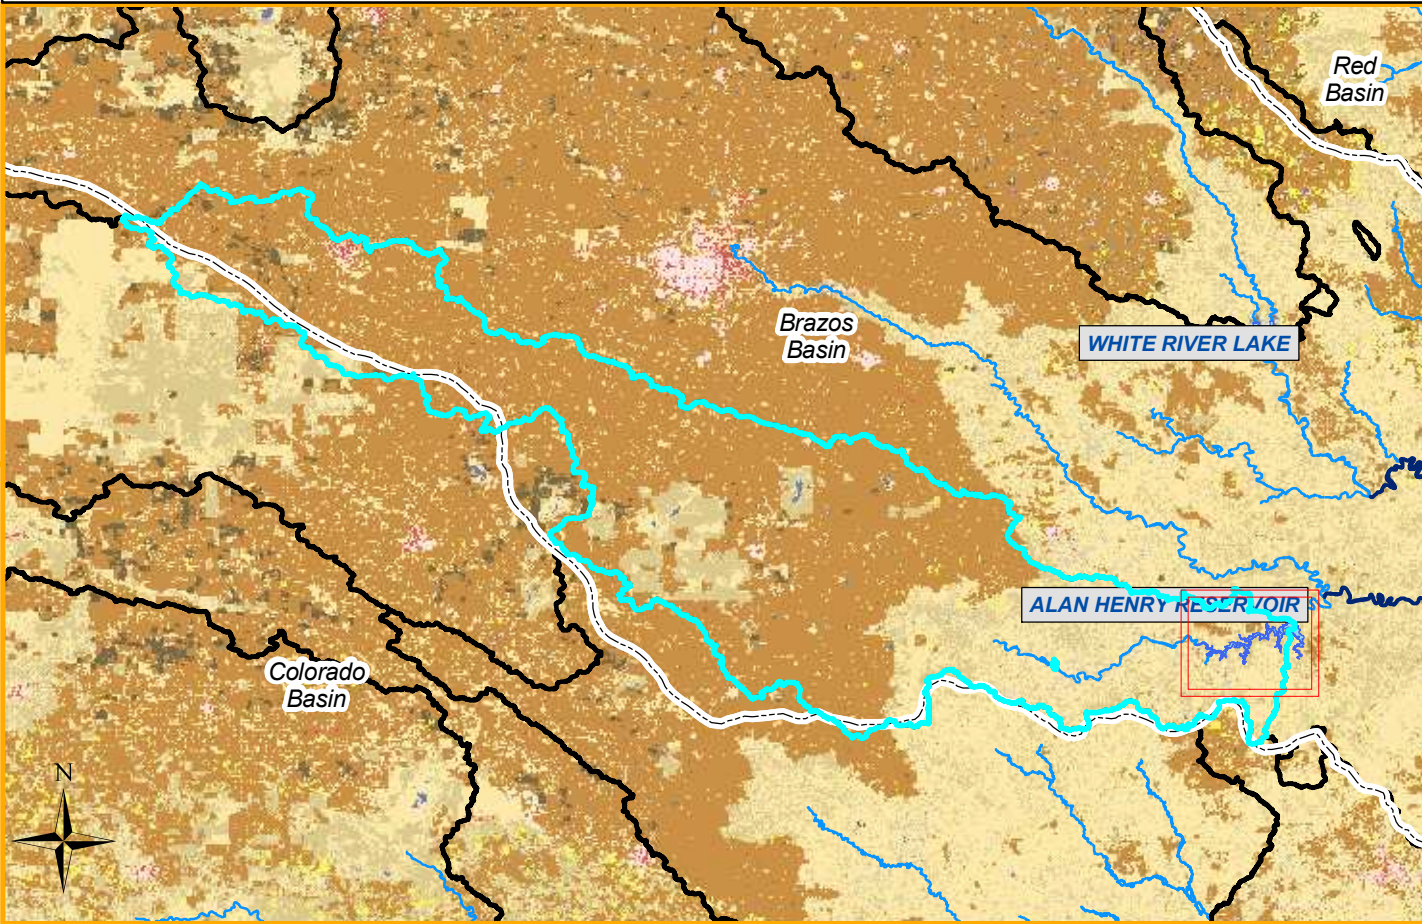 Red
Basin
Brazos
Basin
WHITE RIVER LAKE
ALAN HENRY RESERVOIR
Colorado
Basin
N